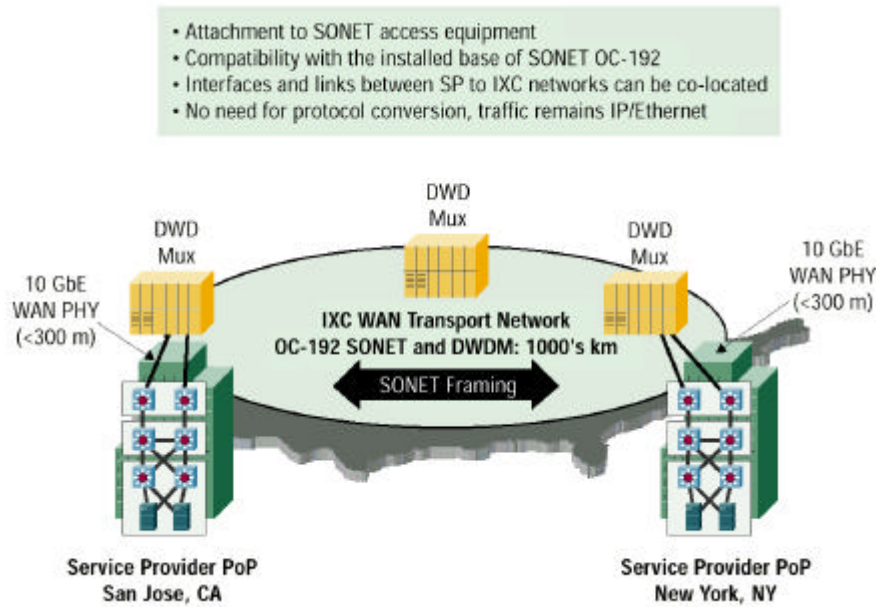 • Attachment to SONET access equipment
• Compatibility with the installed base of SONET OC-192
• Interfaces and links between SP to IXC networks can be co-located
• No need for protocol conversion, traffic remains IP/Ethernet
DWD
Mux
DWD
Mux
DWD
Mux
10 GbE
WAN PHY
(<300 m)
10 GbE
WAN PHY
(<300 m)
IXC WAN Transport Network
OC-192 SONET and DWDM: 1000's km
SONET Framing
Service Provider PoP
San Jose, CA
Service Provider PoP
New York, NY